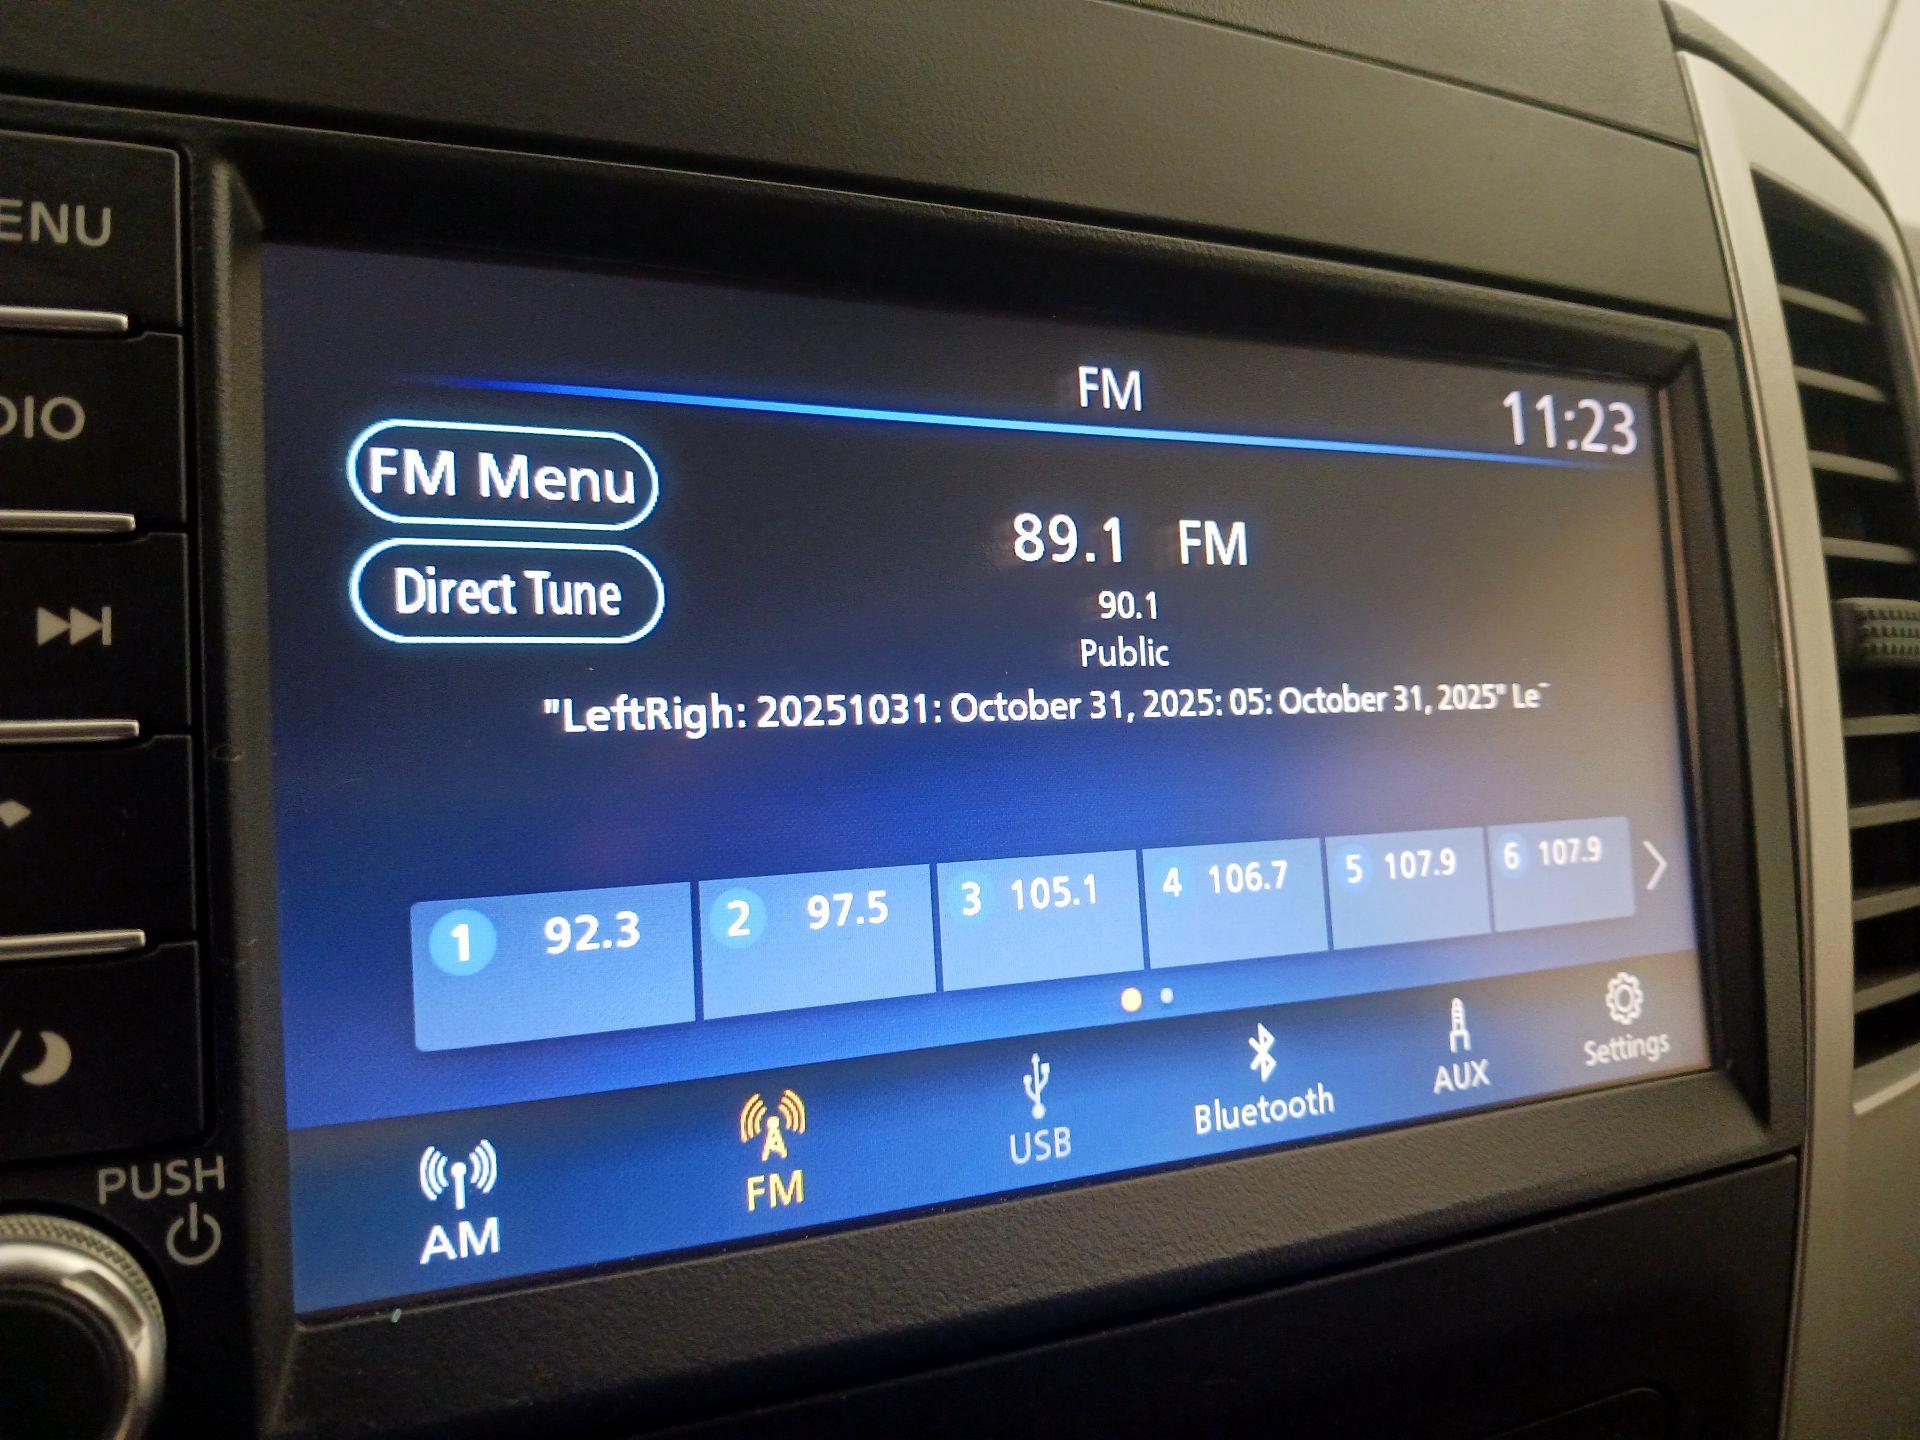 ENU
DIO
PUSH
FM
11:23
FM Menu
Direct Tune
89.1 FM
90.1
Public
"LeftRigh: 20251031: October 31, 2025: 05: October 31, 2025" Le
1 92.3
2 97.5
3 105.1
4 106.7
5 107.9
6 107.9
AM
FM
USB
Bluetooth
AUX
Settings